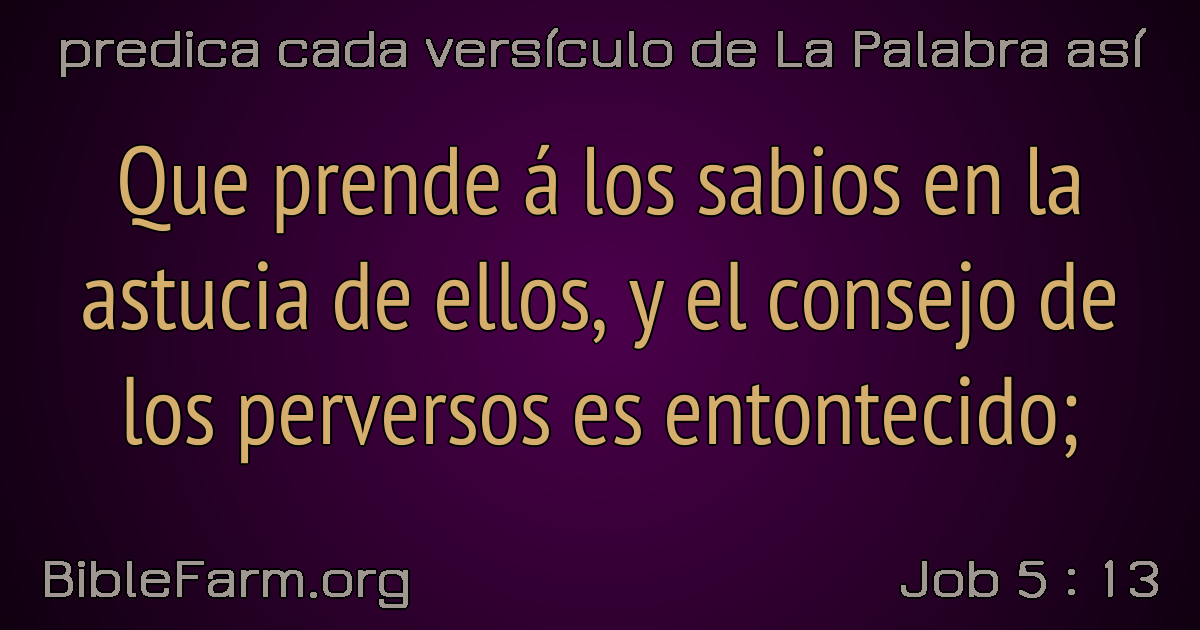 predica cada versículo de La Palabra así
Que prende á los sabios en la
astucia de ellos, y el consejo de
los perversos es entontecido;
BibleFarm.org
Job 5 : 13